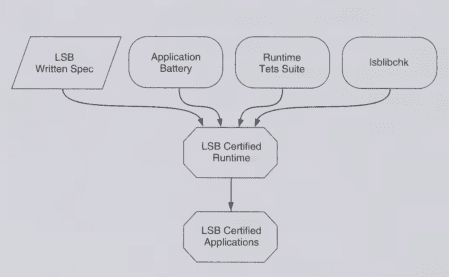 LSB
Written Spec
Application
Battery
Runtime
Tets Suite
lsblibchk
LSB Certified
Runtime
LSB Certified
Applications